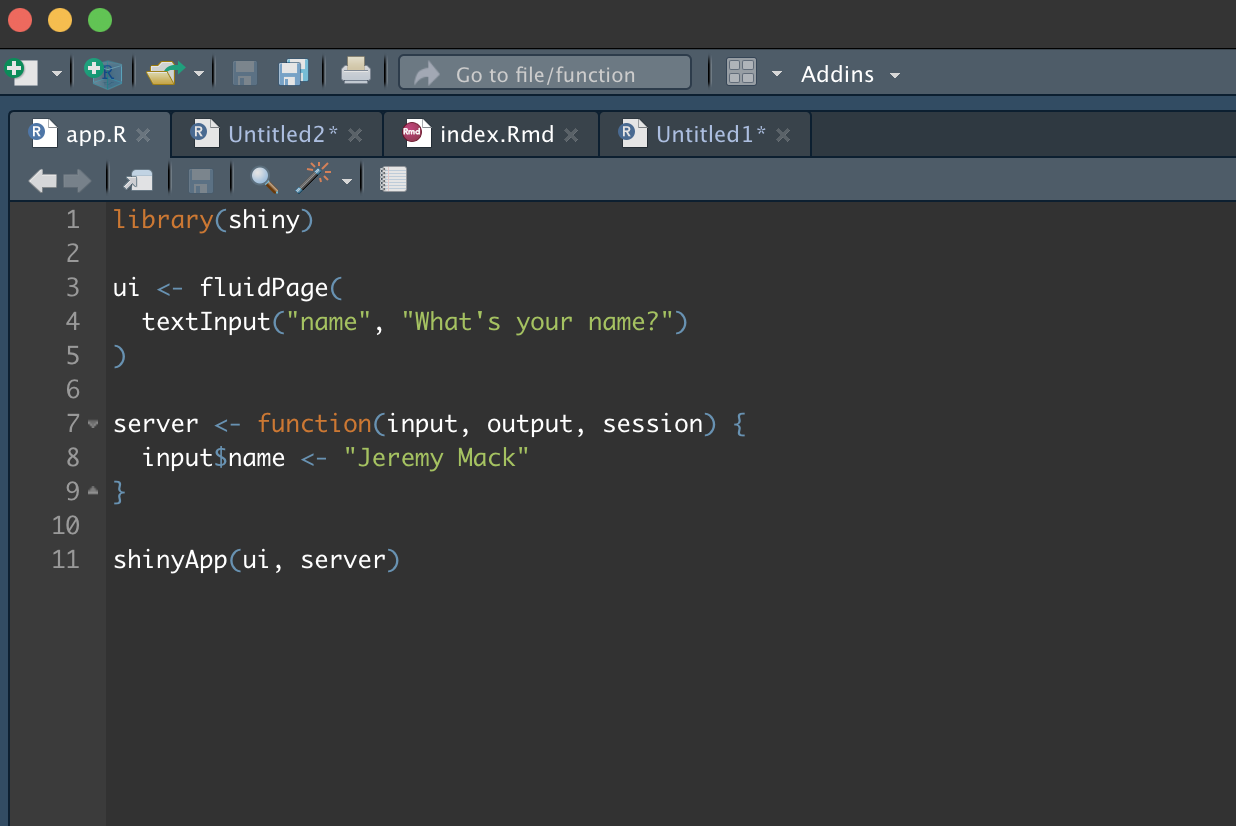 Go to file/function
Addins
app.R
Untitled2*
index.Rmd
Untitled1*
1 library(shiny)
2
3 ui <- fluidPage(
4   textInput("name", "What's your name?")
5 )
6
7 server <- function(input, output, session) {
8   input$name <- "Jeremy Mack"
9 }
10
11 shinyApp(ui, server)